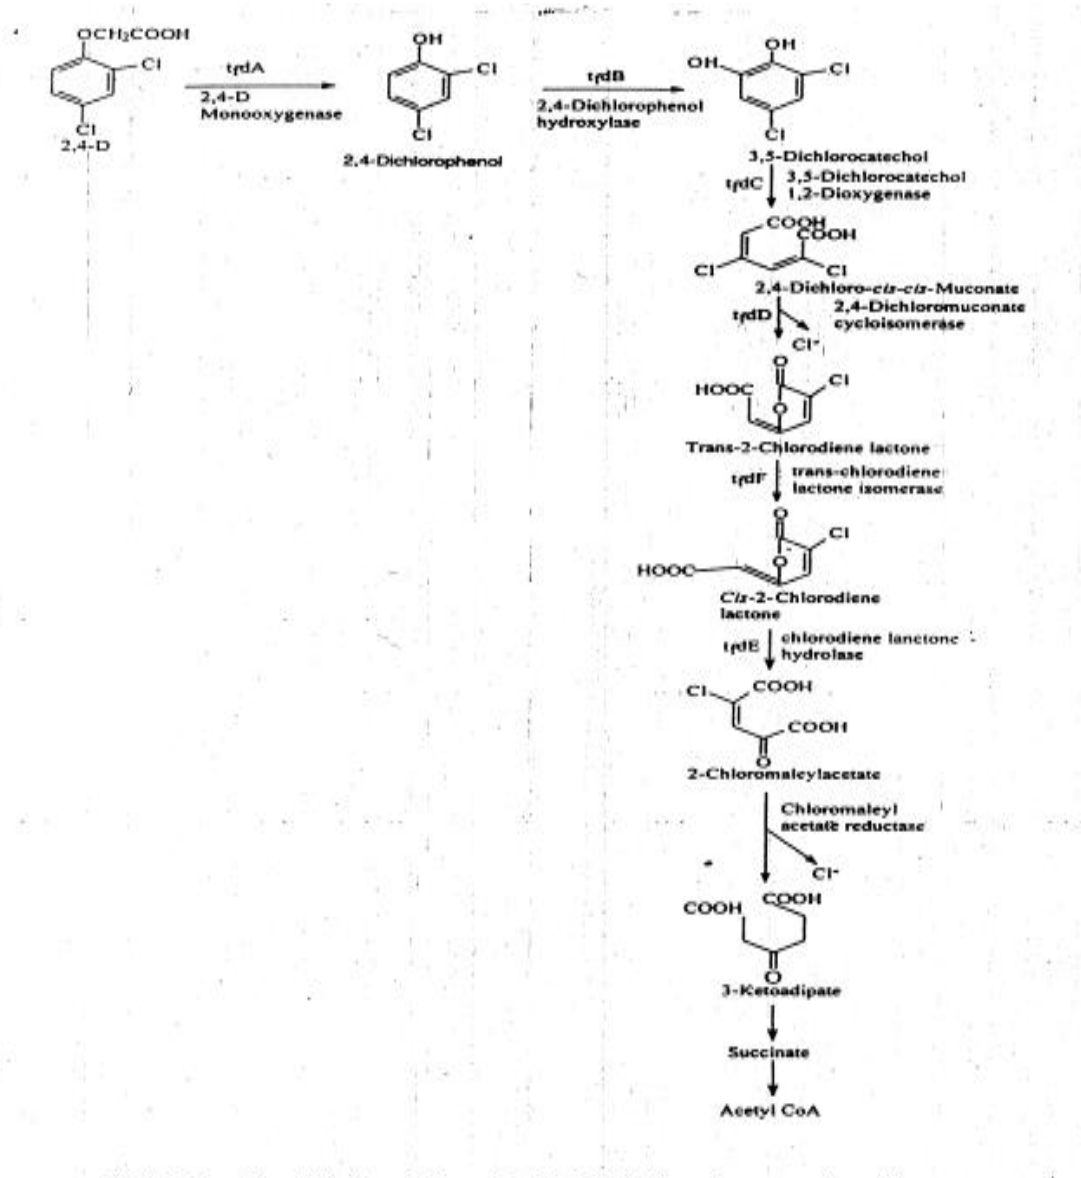 OCH₂COOH
Cl
Cl
2,4-D
tfdA
2,4-D
Monooxygenase
OH
Cl
Cl
2,4-Dichlorophenol
tfdB
2,4-Dichlorophenol
hydroxylase
OH
OH
Cl
Cl
3,5-Dichlorocatechol
tfdC
3,5-Dichlorocatechol
1,2-Dioxygenase
COOH
COOH
Cl
Cl
2,4-Dichloro-cis-cis-Muconate
tfdD
2,4-Dichloromuconate
cycloisomerase
Cl-
O
HOOC
Cl
O
Trans-2-Chlorodiene lactone
tfdF
trans-chlorodiene
lactone isomerase
O
Cl
O
HOOC
Cis-2-Chlorodiene
lactone
tfdE
chlorodiene lanctone
hydrolase
Cl
COOH
COOH
O
2-Chloromaleylacetate
Chloromaleyl
acetate reductase
Cl-
COOH
COOH
O
3-Ketoadipate
Succinate
Acetyl CoA